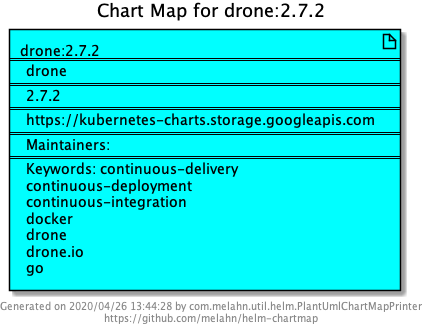 Chart Map for drone:2.7.2
drone:2.7.2
drone
2.7.2
https://kubernetes-charts.storage.googleapis.com
Maintainers:
Keywords: continuous-delivery
continuous-deployment
continuous-integration
docker
drone
drone.io
go
Generated on 2020/04/26 13:44:28 by com.melahn.util.helm.PlantUmlChartMapPrinter
https://github.com/melahn/helm-chartmap